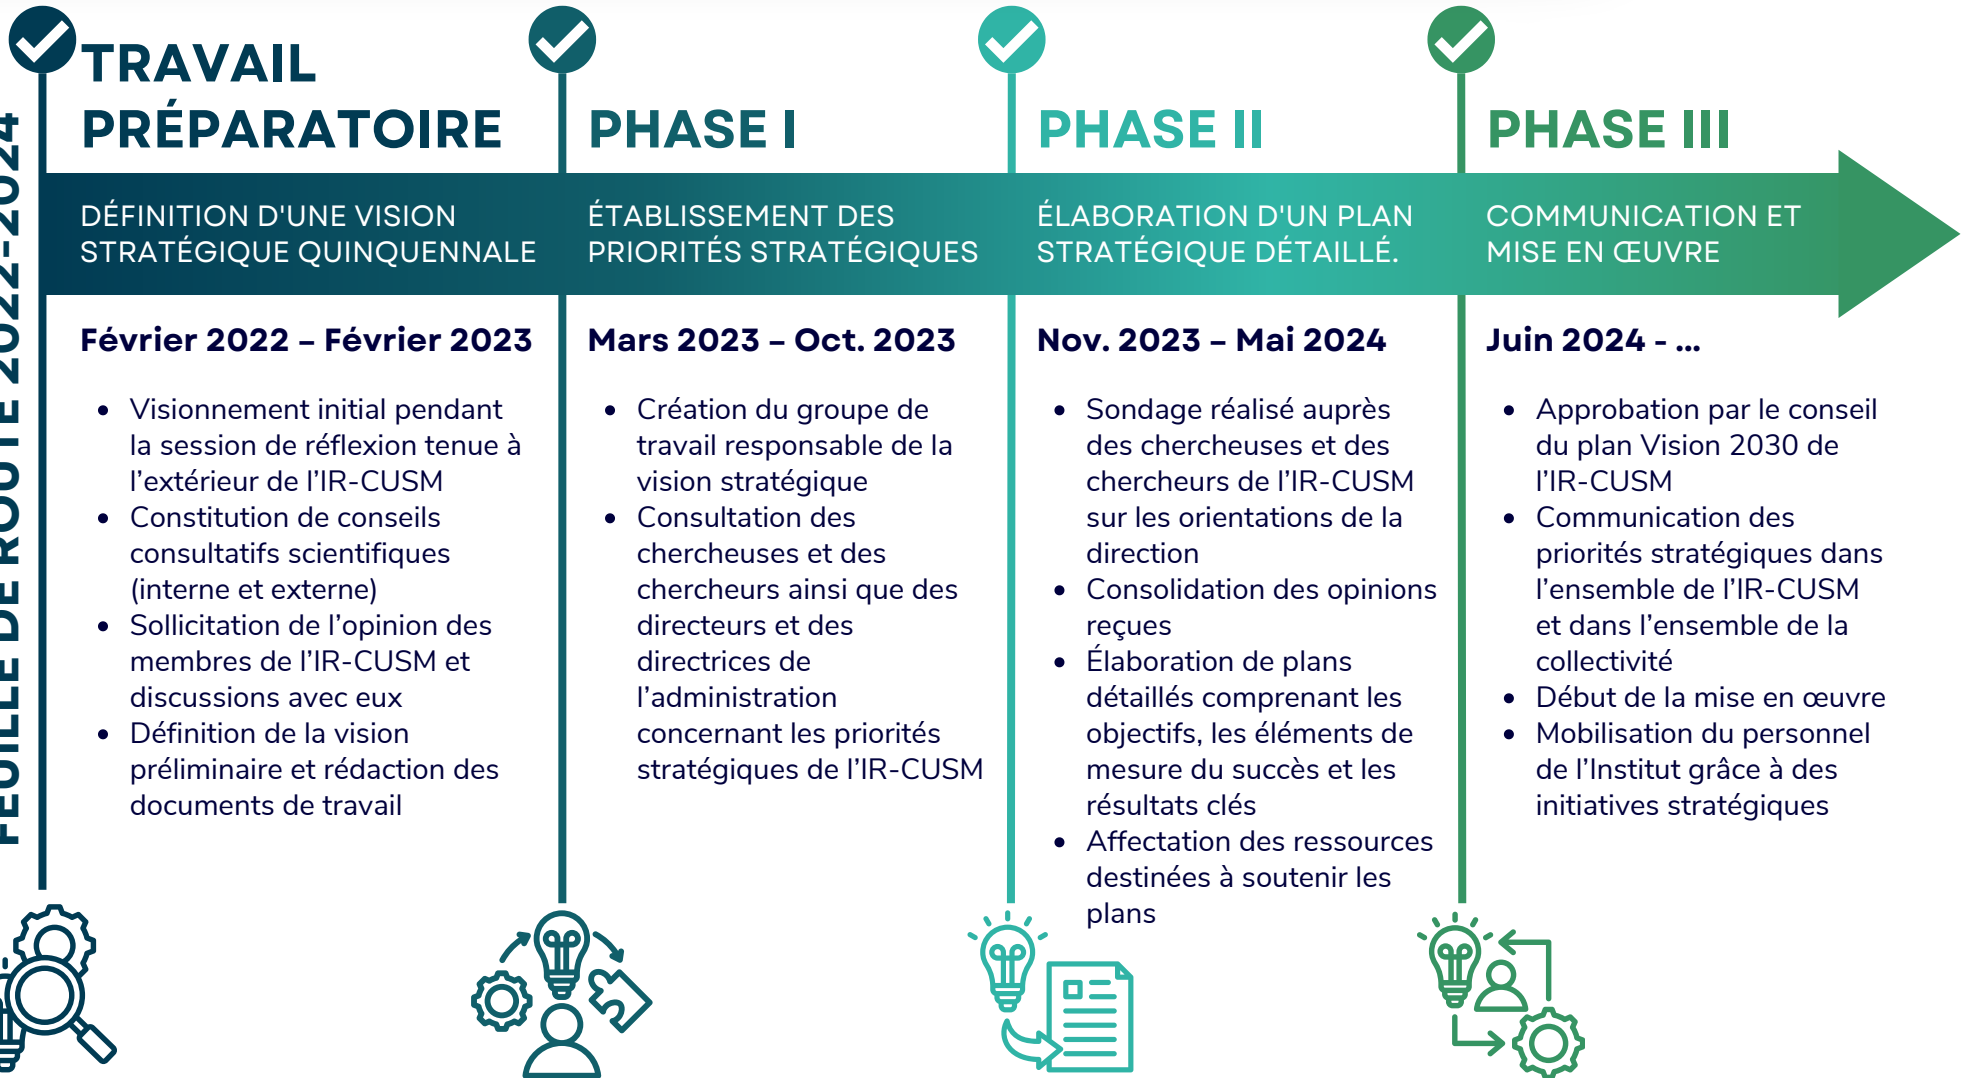 FEUILLE DE ROUTE 2022-2024
TRAVAIL
PRÉPARATOIRE
DÉFINITION D'UNE VISION
STRATÉGIQUE QUINQUENNALE
Février 2022 – Février 2023
• Visionnement initial pendant
la session de réflexion tenue à
l’extérieur de l’IR-CUSM
• Constitution de conseils
consultatifs scientifiques
(interne et externe)
• Sollicitation de l’opinion des
membres de l’IR-CUSM et
discussions avec eux
• Définition de la vision
préliminaire et rédaction des
documents de travail
PHASE I
ÉTABLISSEMENT DES
PRIORITÉS STRATÉGIQUES
Mars 2023 – Oct. 2023
• Création du groupe de
travail responsable de la
vision stratégique
• Consultation des
chercheuses et des
chercheurs ainsi que des
directeurs et des
directrices de
l’administration
concernant les priorités
stratégiques de l’IR-CUSM
PHASE II
ÉLABORATION D'UN PLAN
STRATÉGIQUE DÉTAILLÉ.
Nov. 2023 – Mai 2024
• Sondage réalisé auprès
des chercheuses et des
chercheurs de l’IR-CUSM
sur les orientations de la
direction
• Consolidation des opinions
reçues
• Élaboration de plans
détaillés comprenant les
objectifs, les éléments de
mesure du succès et les
résultats clés
• Affectation des ressources
destinées à soutenir les
plans
PHASE III
COMMUNICATION ET
MISE EN ŒUVRE
Juin 2024 - ...
• Approbation par le conseil
du plan Vision 2030 de
l’IR-CUSM
• Communication des
priorités stratégiques dans
l’ensemble de l’IR-CUSM
et dans l’ensemble de la
collectivité
• Début de la mise en œuvre
• Mobilisation du personnel
de l’Institut grâce à des
initiatives stratégiques